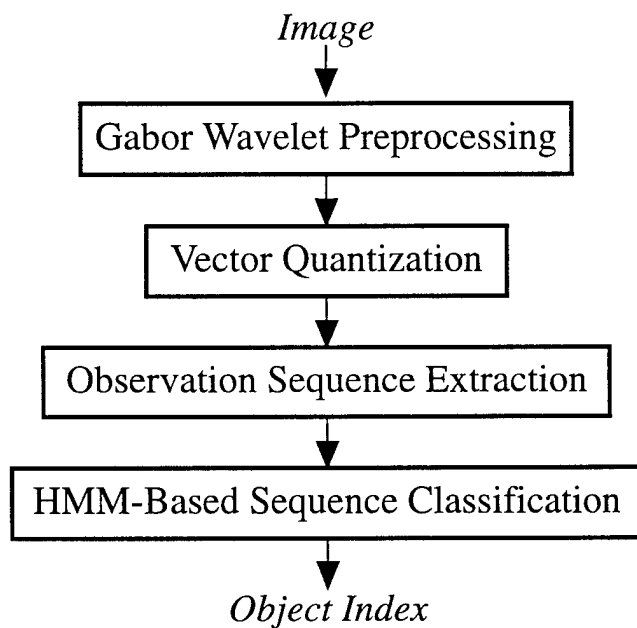 Image
Gabor Wavelet Preprocessing
Vector Quantization
Observation Sequence Extraction
HMM-Based Sequence Classification
Object Index